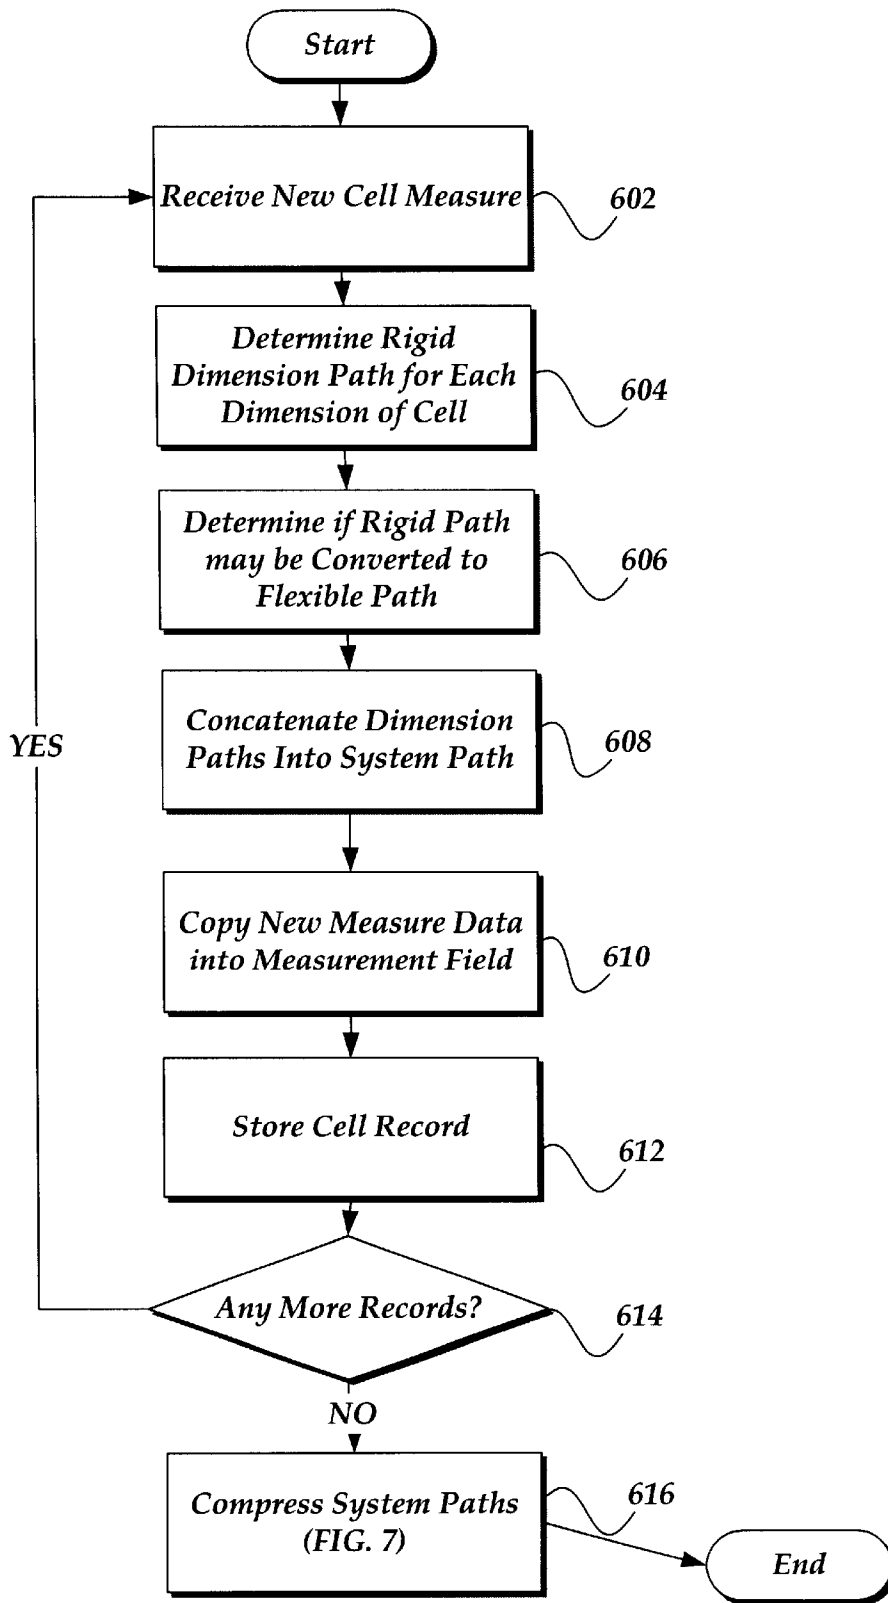 Start
Receive New Cell Measure
602
Determine Rigid
Dimension Path for Each
Dimension of Cell
604
Determine if Rigid Path
may be Converted to
Flexible Path
606
Concatenate Dimension
Paths Into System Path
608
YES
Copy New Measure Data
into Measurement Field
610
Store Cell Record
612
Any More Records?
614
NO
Compress System Paths
(FIG. 7)
616
End